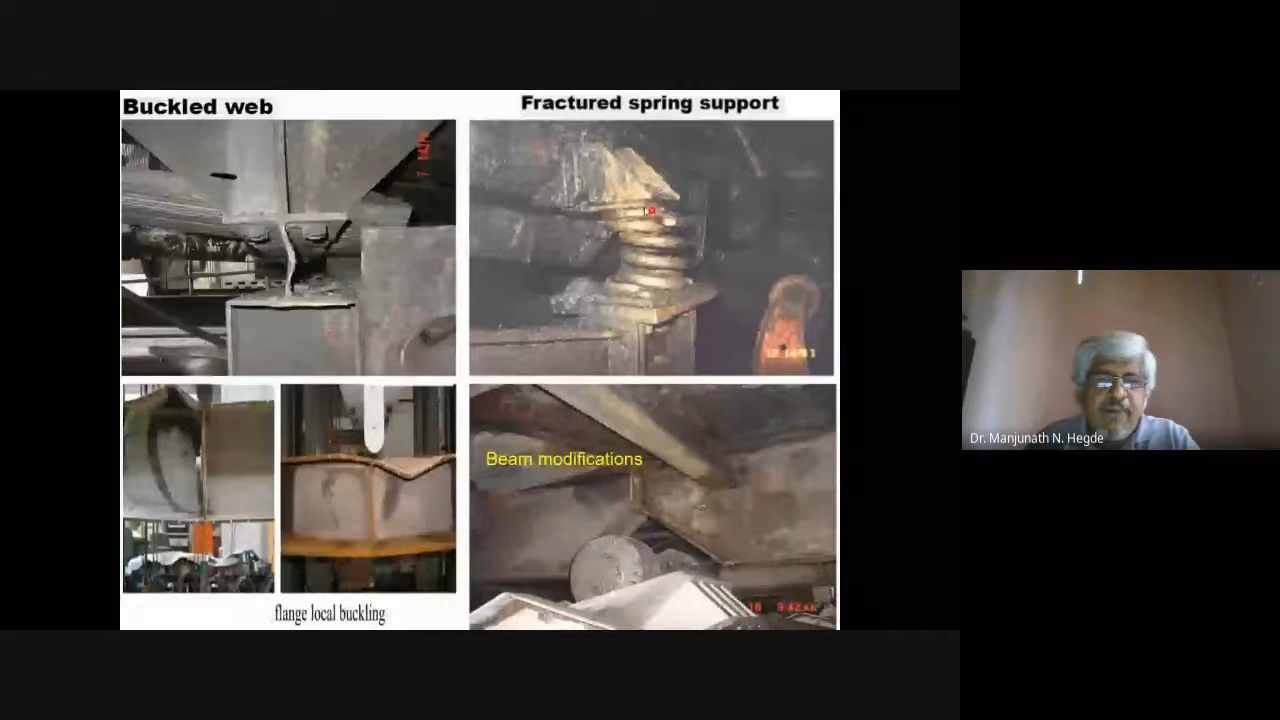 Buckled web
Fractured spring support
Beam modifications
flange local buckling
Dr. Manjunath N. Hegde